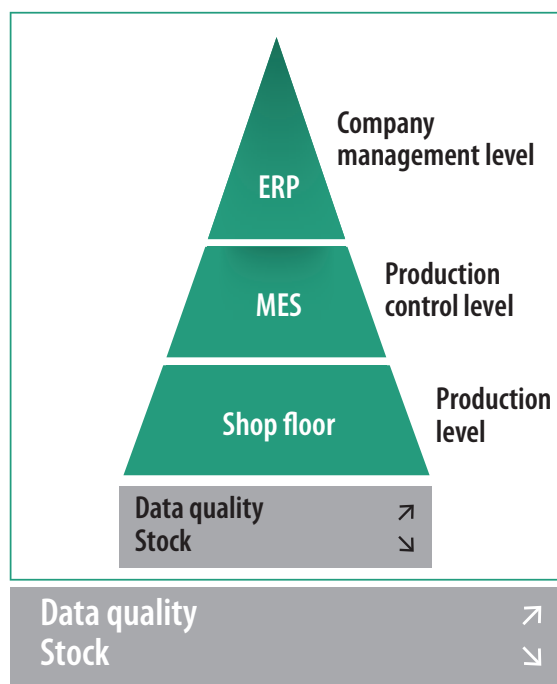 Company
management level
ERP
Production
control level
MES
Production
level
Shop floor
Data quality ↗
Stock ↘
Data quality ↗
Stock ↘